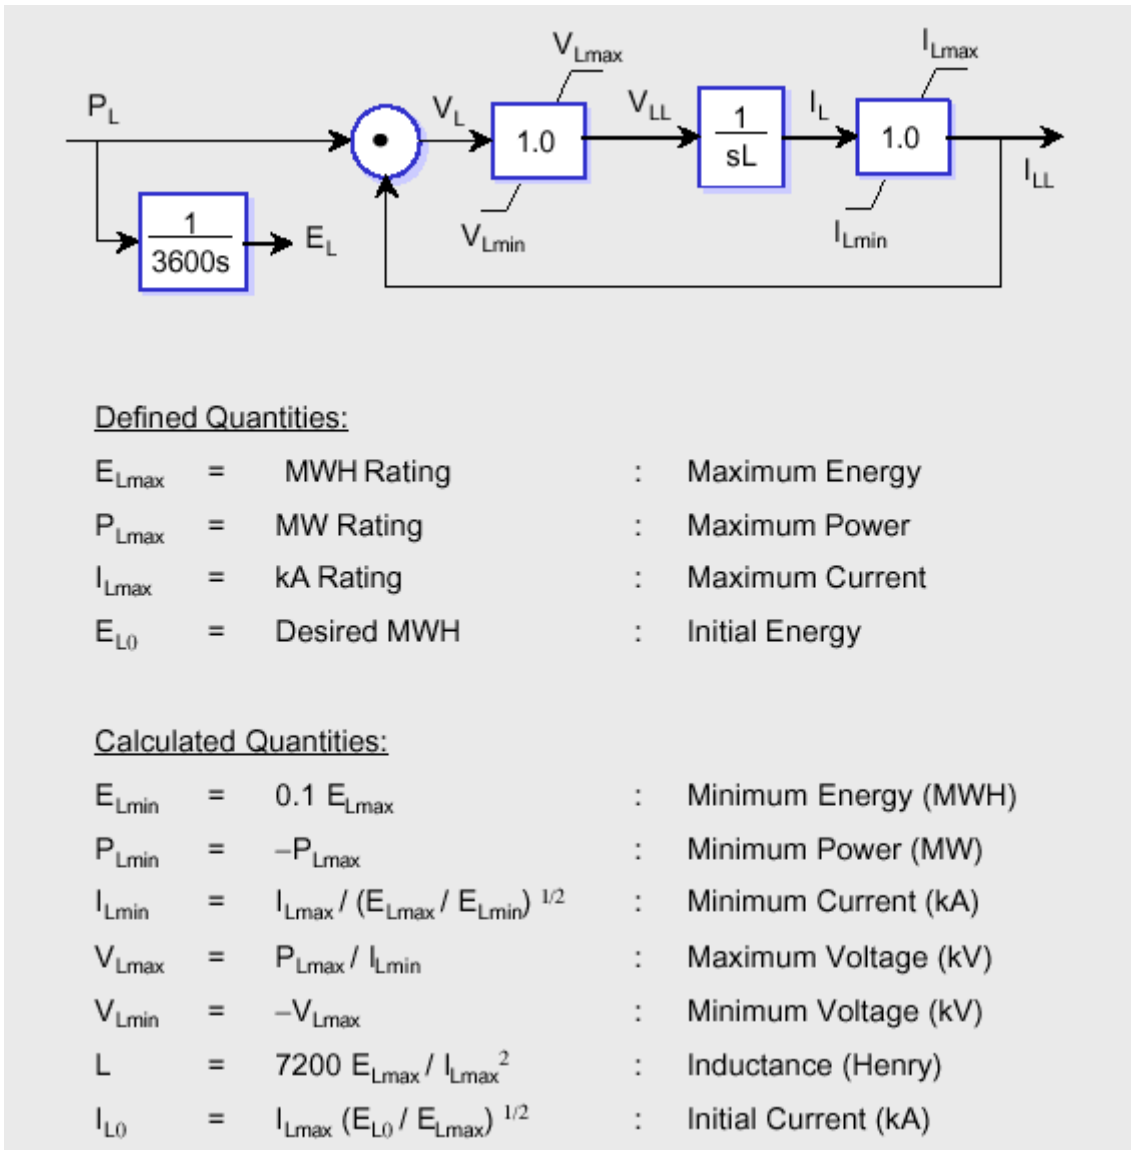 V_Lmax
I_Lmax
P_L
V_L
1.0
V_LL
1
sL
I_L
1.0
I_LL
V_Lmin
I_Lmin
1
3600s
E_L
Defined Quantities:
E_Lmax = MWH Rating : Maximum Energy
P_Lmax = MW Rating : Maximum Power
I_Lmax = kA Rating : Maximum Current
E_L0 = Desired MWH : Initial Energy
Calculated Quantities:
E_Lmin = 0.1 E_Lmax : Minimum Energy (MWH)
P_Lmin = −P_Lmax : Minimum Power (MW)
I_Lmin = I_Lmax / (E_Lmax / E_Lmin) ^1/2 : Minimum Current (kA)
V_Lmax = P_Lmax / I_Lmin : Maximum Voltage (kV)
V_Lmin = −V_Lmax : Minimum Voltage (kV)
L = 7200 E_Lmax / I_Lmax² : Inductance (Henry)
I_L0 = I_Lmax (E_L0 / E_Lmax) ^1/2 : Initial Current (kA)